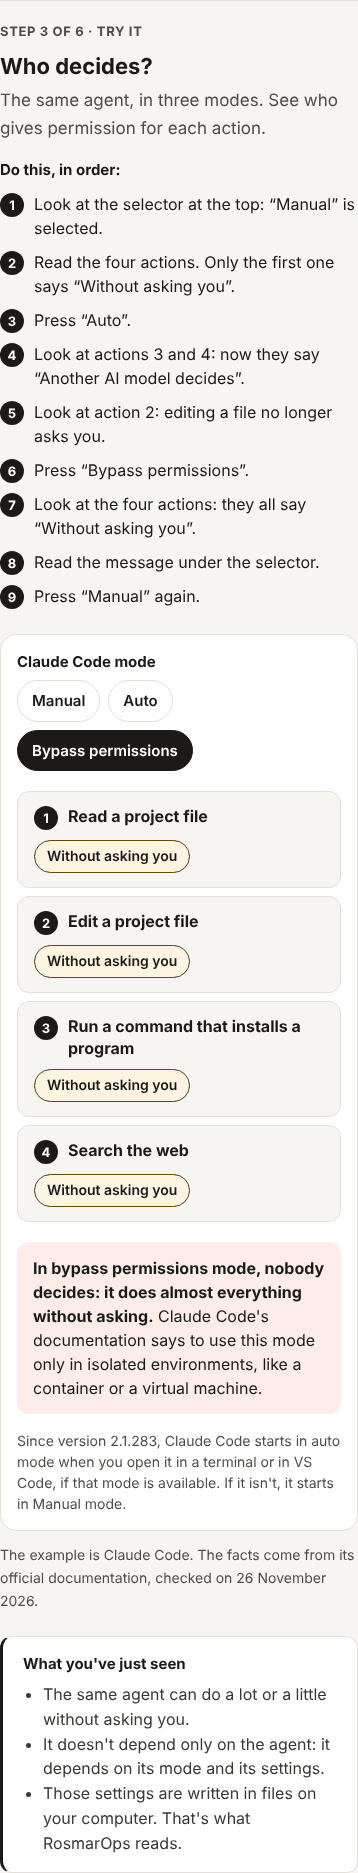 STEP 3 OF 6 · TRY IT
Who decides?
The same agent, in three modes. See who
gives permission for each action.
Do this, in order:
1 Look at the selector at the top: “Manual” is
selected.
2 Read the four actions. Only the first one
says “Without asking you”.
3 Press “Auto”.
4 Look at actions 3 and 4: now they say
“Another AI model decides”.
5 Look at action 2: editing a file no longer
asks you.
6 Press “Bypass permissions”.
7 Look at the four actions: they all say
“Without asking you”.
8 Read the message under the selector.
9 Press “Manual” again.
Claude Code mode
Manual Auto
Bypass permissions
1 Read a project file
Without asking you
2 Edit a project file
Without asking you
3 Run a command that installs a
program
Without asking you
4 Search the web
Without asking you
In bypass permissions mode, nobody
decides: it does almost everything
without asking. Claude Code's
documentation says to use this mode
only in isolated environments, like a
container or a virtual machine.
Since version 2.1.283, Claude Code starts in auto
mode when you open it in a terminal or in VS
Code, if that mode is available. If it isn't, it starts
in Manual mode.
The example is Claude Code. The facts come from its
official documentation, checked on 26 November
2026.
What you've just seen
• The same agent can do a lot or a little
without asking you.
• It doesn't depend only on the agent: it
depends on its mode and its settings.
• Those settings are written in files on
your computer. That's what
RosmarOps reads.